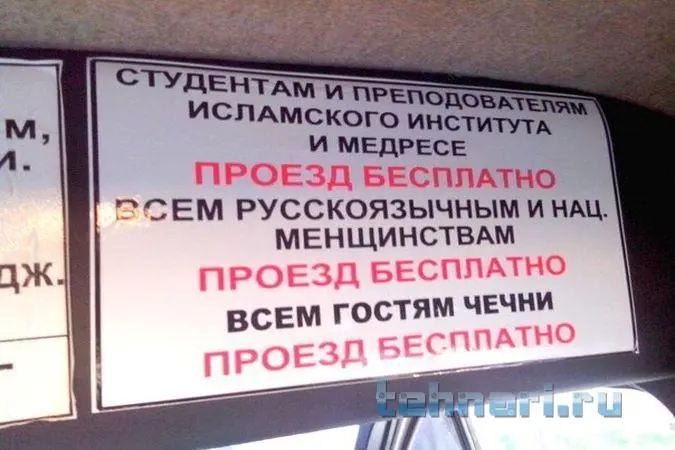 М,
И.
ДЖ.
СТУДЕНТАМ И ПРЕПОДОВАТЕЛЯМ
ИСЛАМСКОГО ИНСТИТУТА
И МЕДРЕСЕ
ПРОЕЗД БЕСПЛАТНО
ВСЕМ РУССКОЯЗЫЧНЫМ И НАЦ.
МЕНЩИНСТВАМ
ПРОЕЗД БЕСПЛАТНО
ВСЕМ ГОСТЯМ ЧЕЧНИ
ПРОЕЗД БЕСПЛАТНО
tehnari.ru